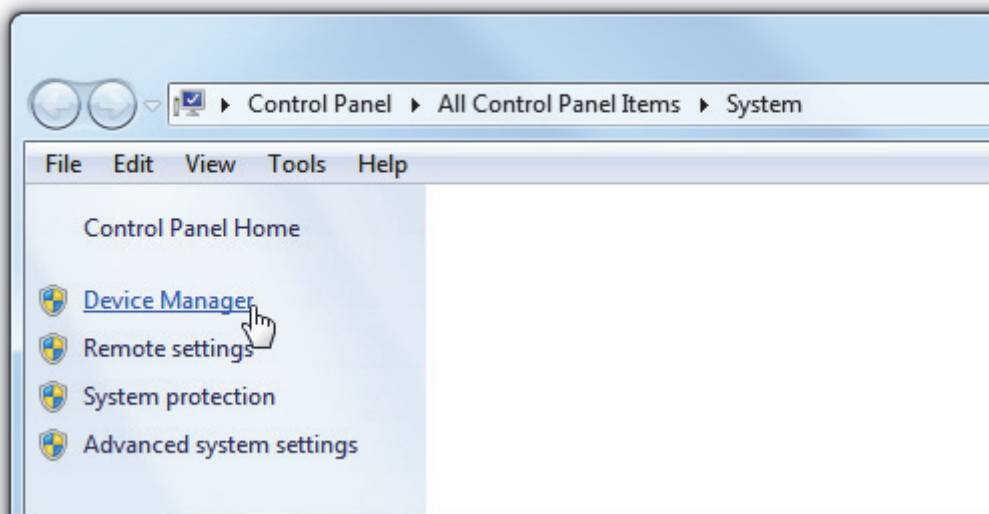 Control Panel All Control Panel Items System
File Edit View Tools Help
Control Panel Home
Device Manager
Remote settings
System protection
Advanced system settings